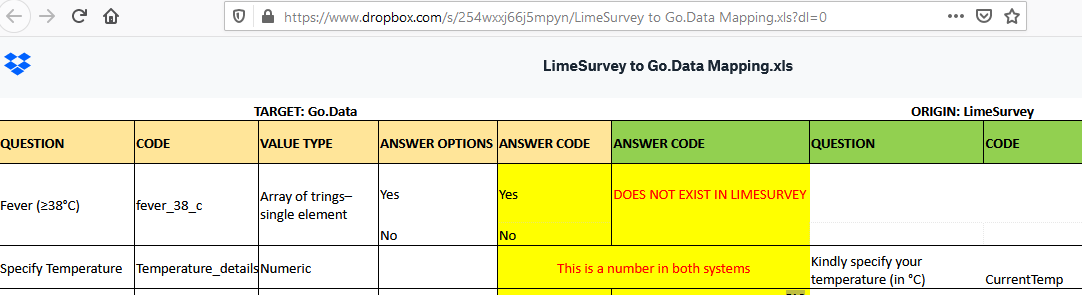 https://www.dropbox.com/s/254wxxj66j5mpyn/LimeSurvey to Go.Data Mapping.xls?dl=0
LimeSurvey to Go.Data Mapping.xls
TARGET: Go.Data ORIGIN: LimeSurvey
QUESTION CODE VALUE TYPE ANSWER OPTIONS ANSWER CODE ANSWER CODE QUESTION CODE
Yes Yes DOES NOT EXIST IN LIMESURVEY
Fever (≥38°C) fever_38_c Array of trings–
single element
No No
Specify Temperature Temperature_details Numeric This is a number in both systems Kindly specify your
temperature (in °C) CurrentTemp